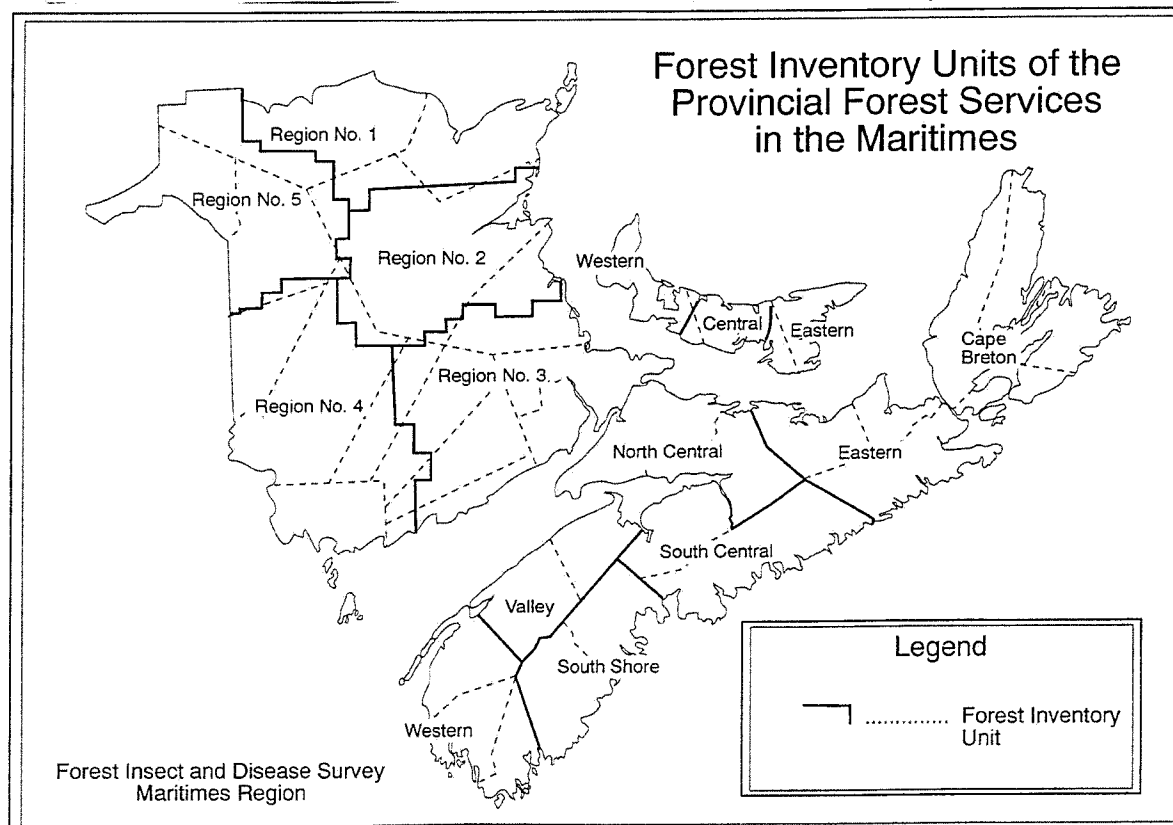 Forest Inventory Units of the
Provincial Forest Services
in the Maritimes
Region No. 1
Region No. 5
Region No. 2
Region No. 3
Region No. 4
Western
Central
Eastern
Cape
Breton
North Central
Eastern
South Central
Valley
South Shore
Western
Legend
Forest Inventory
Unit
Forest Insect and Disease Survey
Maritimes Region